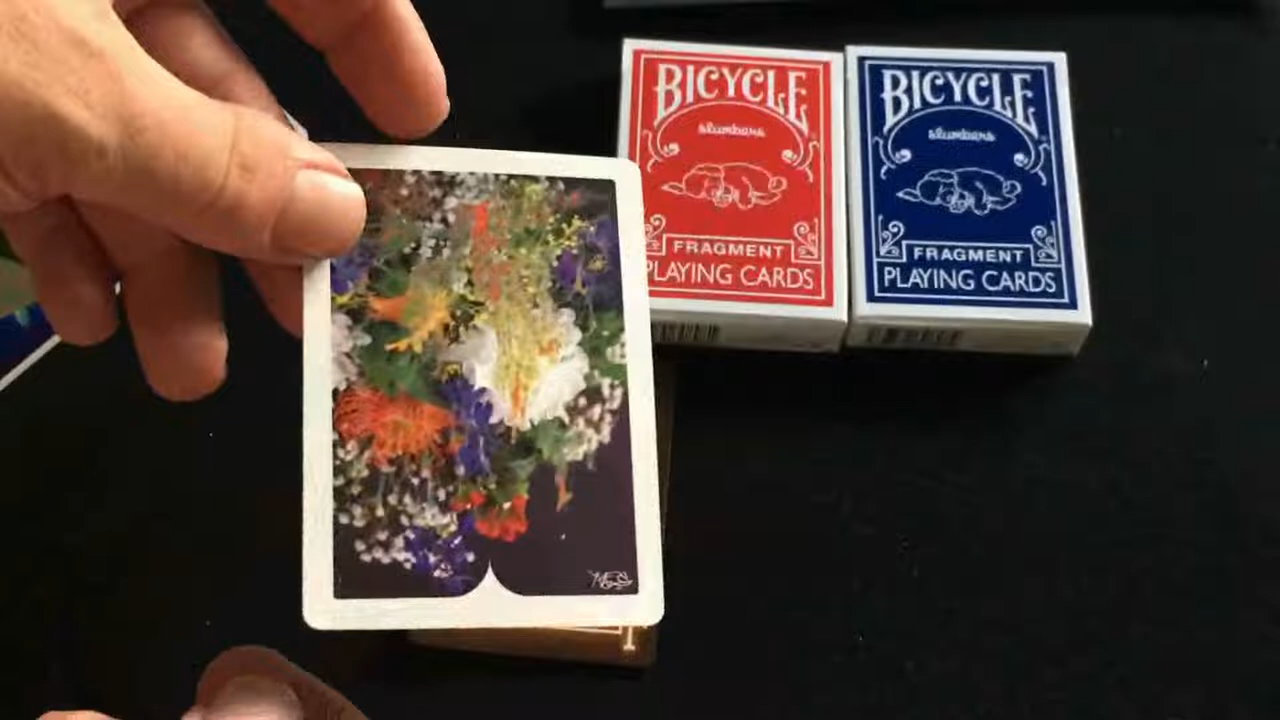 BICYCLE
slumbers
FRAGMENT
PLAYING CARDS
BICYCLE
slumbers
FRAGMENT
PLAYING CARDS